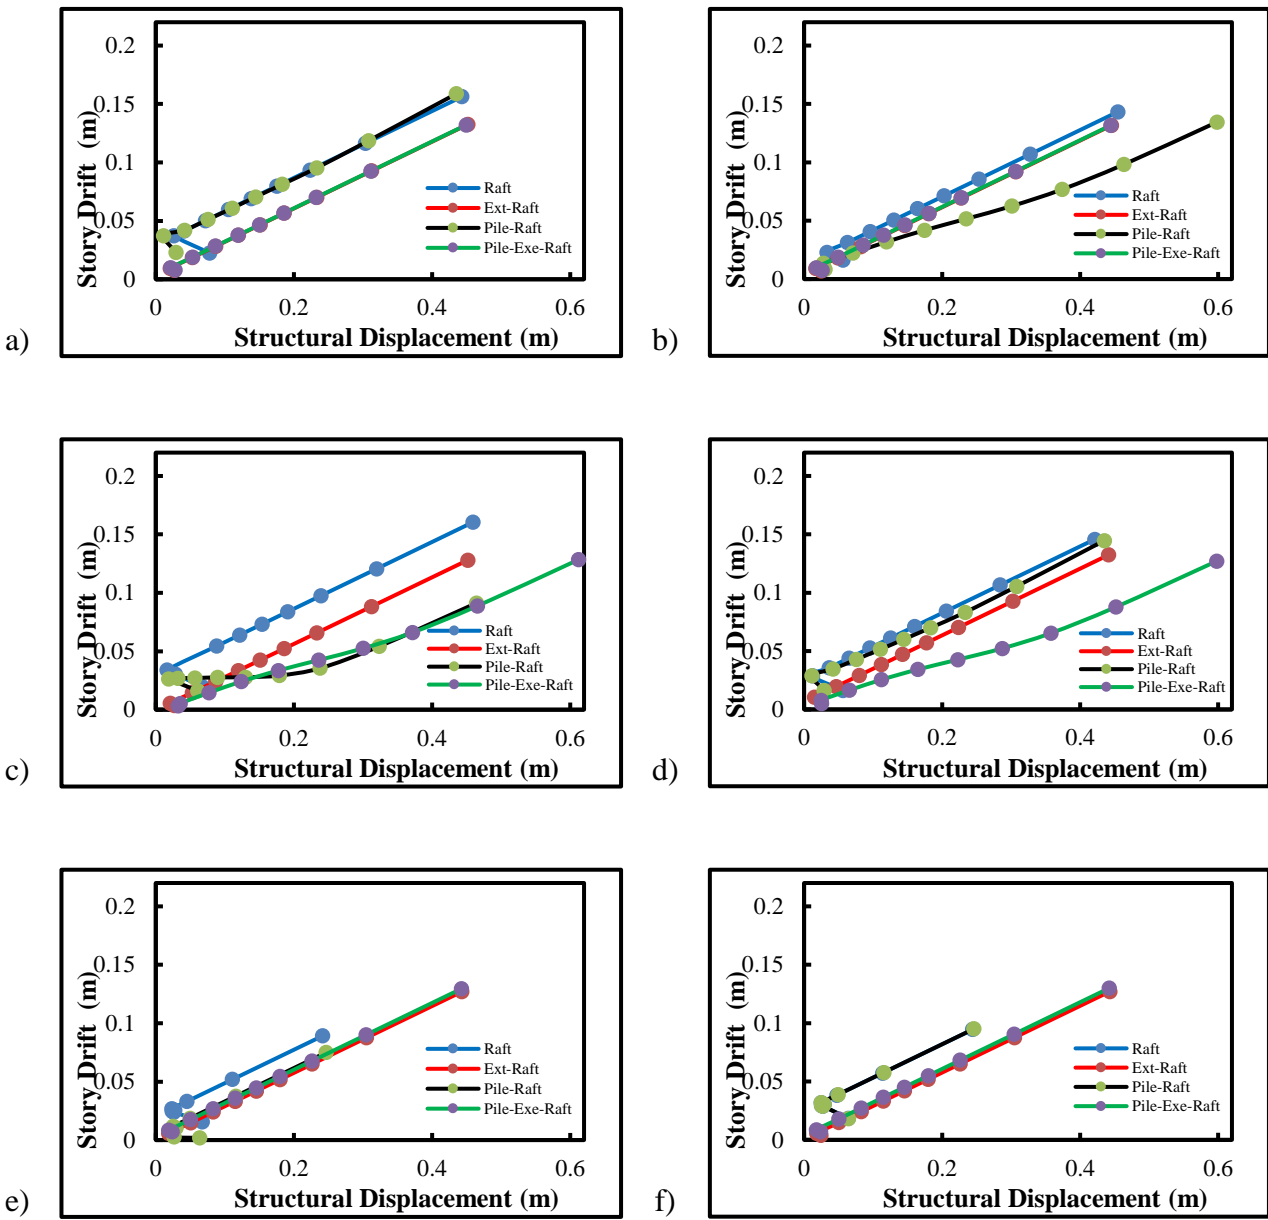 0.2
0.15
0.1
0.05
0
Story Drift (m)
Raft
Ext-Raft
Pile-Raft
Pile-Exe-Raft
0 0.2 0.4 0.6
Structural Displacement (m)
a)
0.2
0.15
0.1
0.05
0
Story Drift (m)
Raft
Ext-Raft
Pile-Raft
Pile-Exe-Raft
0 0.2 0.4 0.6
Structural Displacement (m)
b)
0.2
0.15
0.1
0.05
0
Story Drift (m)
Raft
Ext-Raft
Pile-Raft
Pile-Exe-Raft
0 0.2 0.4 0.6
Structural Displacement (m)
c)
0.2
0.15
0.1
0.05
0
Story Drift (m)
Raft
Ext-Raft
Pile-Raft
Pile-Exe-Raft
0 0.2 0.4 0.6
Structural Displacement (m)
d)
0.2
0.15
0.1
0.05
0
Story Drift (m)
Raft
Ext-Raft
Pile-Raft
Pile-Exe-Raft
0 0.2 0.4 0.6
Structural Displacement (m)
e)
0.2
0.15
0.1
0.05
0
Story Drift (m)
Raft
Ext-Raft
Pile-Raft
Pile-Exe-Raft
0 0.2 0.4 0.6
Structural Displacement (m)
f)